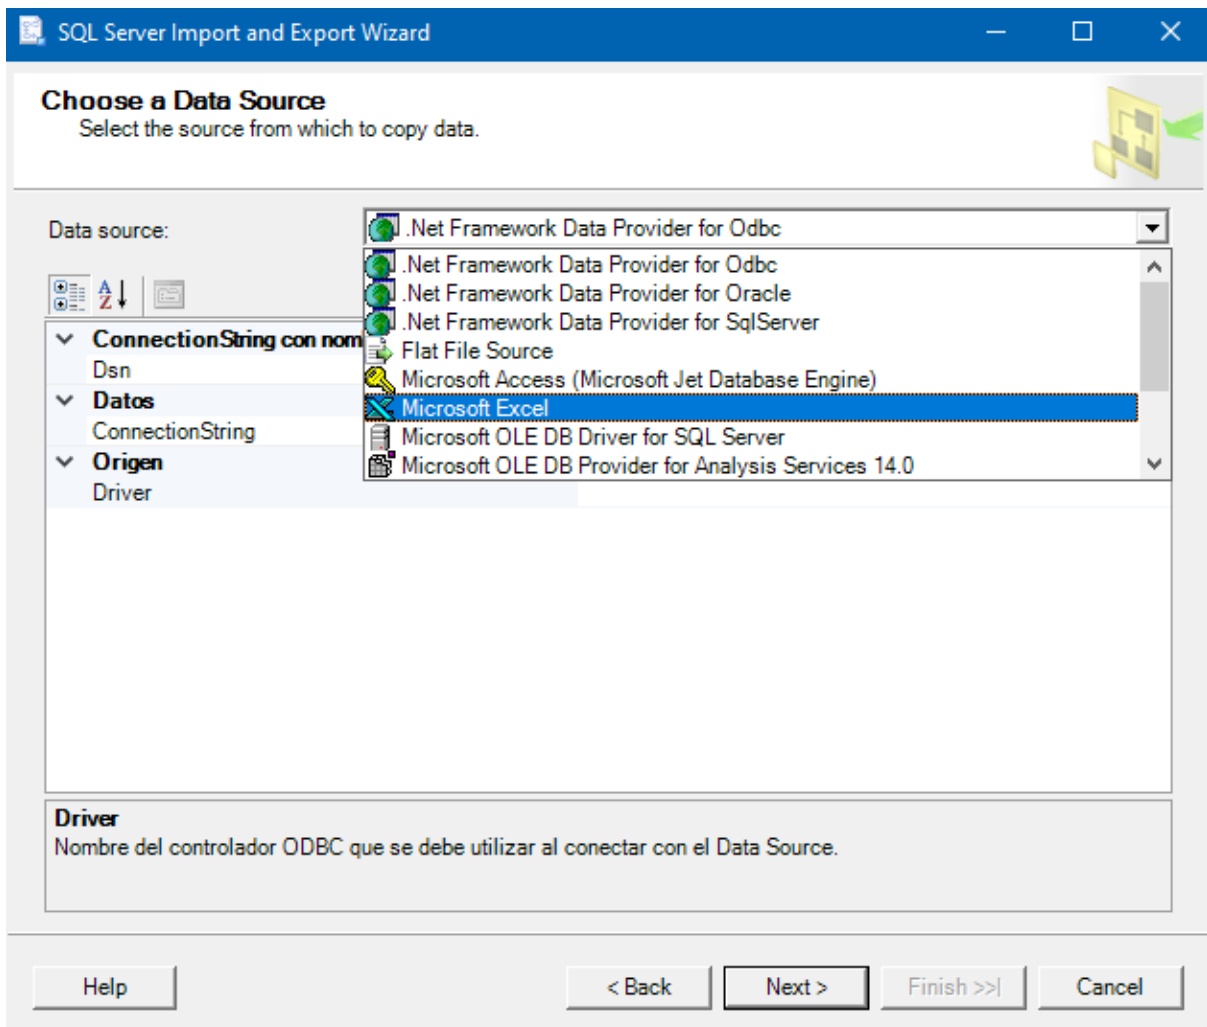 SQL Server Import and Export Wizard
Choose a Data Source
Select the source from which to copy data.
Data source:
.Net Framework Data Provider for Odbc
.Net Framework Data Provider for Odbc
.Net Framework Data Provider for Oracle
.Net Framework Data Provider for SqlServer
Flat File Source
Microsoft Access (Microsoft Jet Database Engine)
Microsoft Excel
Microsoft OLE DB Driver for SQL Server
Microsoft OLE DB Provider for Analysis Services 14.0
ConnectionString con nom
Dsn
Datos
ConnectionString
Origen
Driver
Driver
Nombre del controlador ODBC que se debe utilizar al conectar con el Data Source.
Help
< Back
Next >
Finish >>|
Cancel